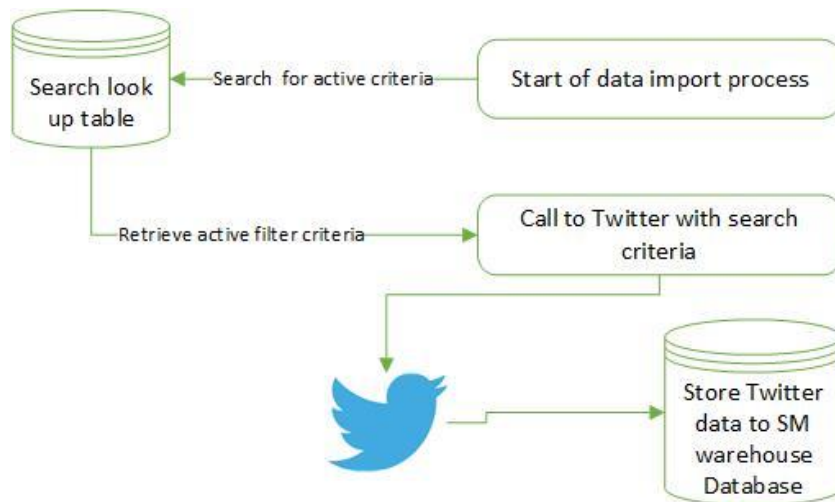 Search look
up table
Search for active criteria
Start of data import process
Retrieve active filter criteria
Call to Twitter with search
criteria
Store Twitter
data to SM
warehouse
Database